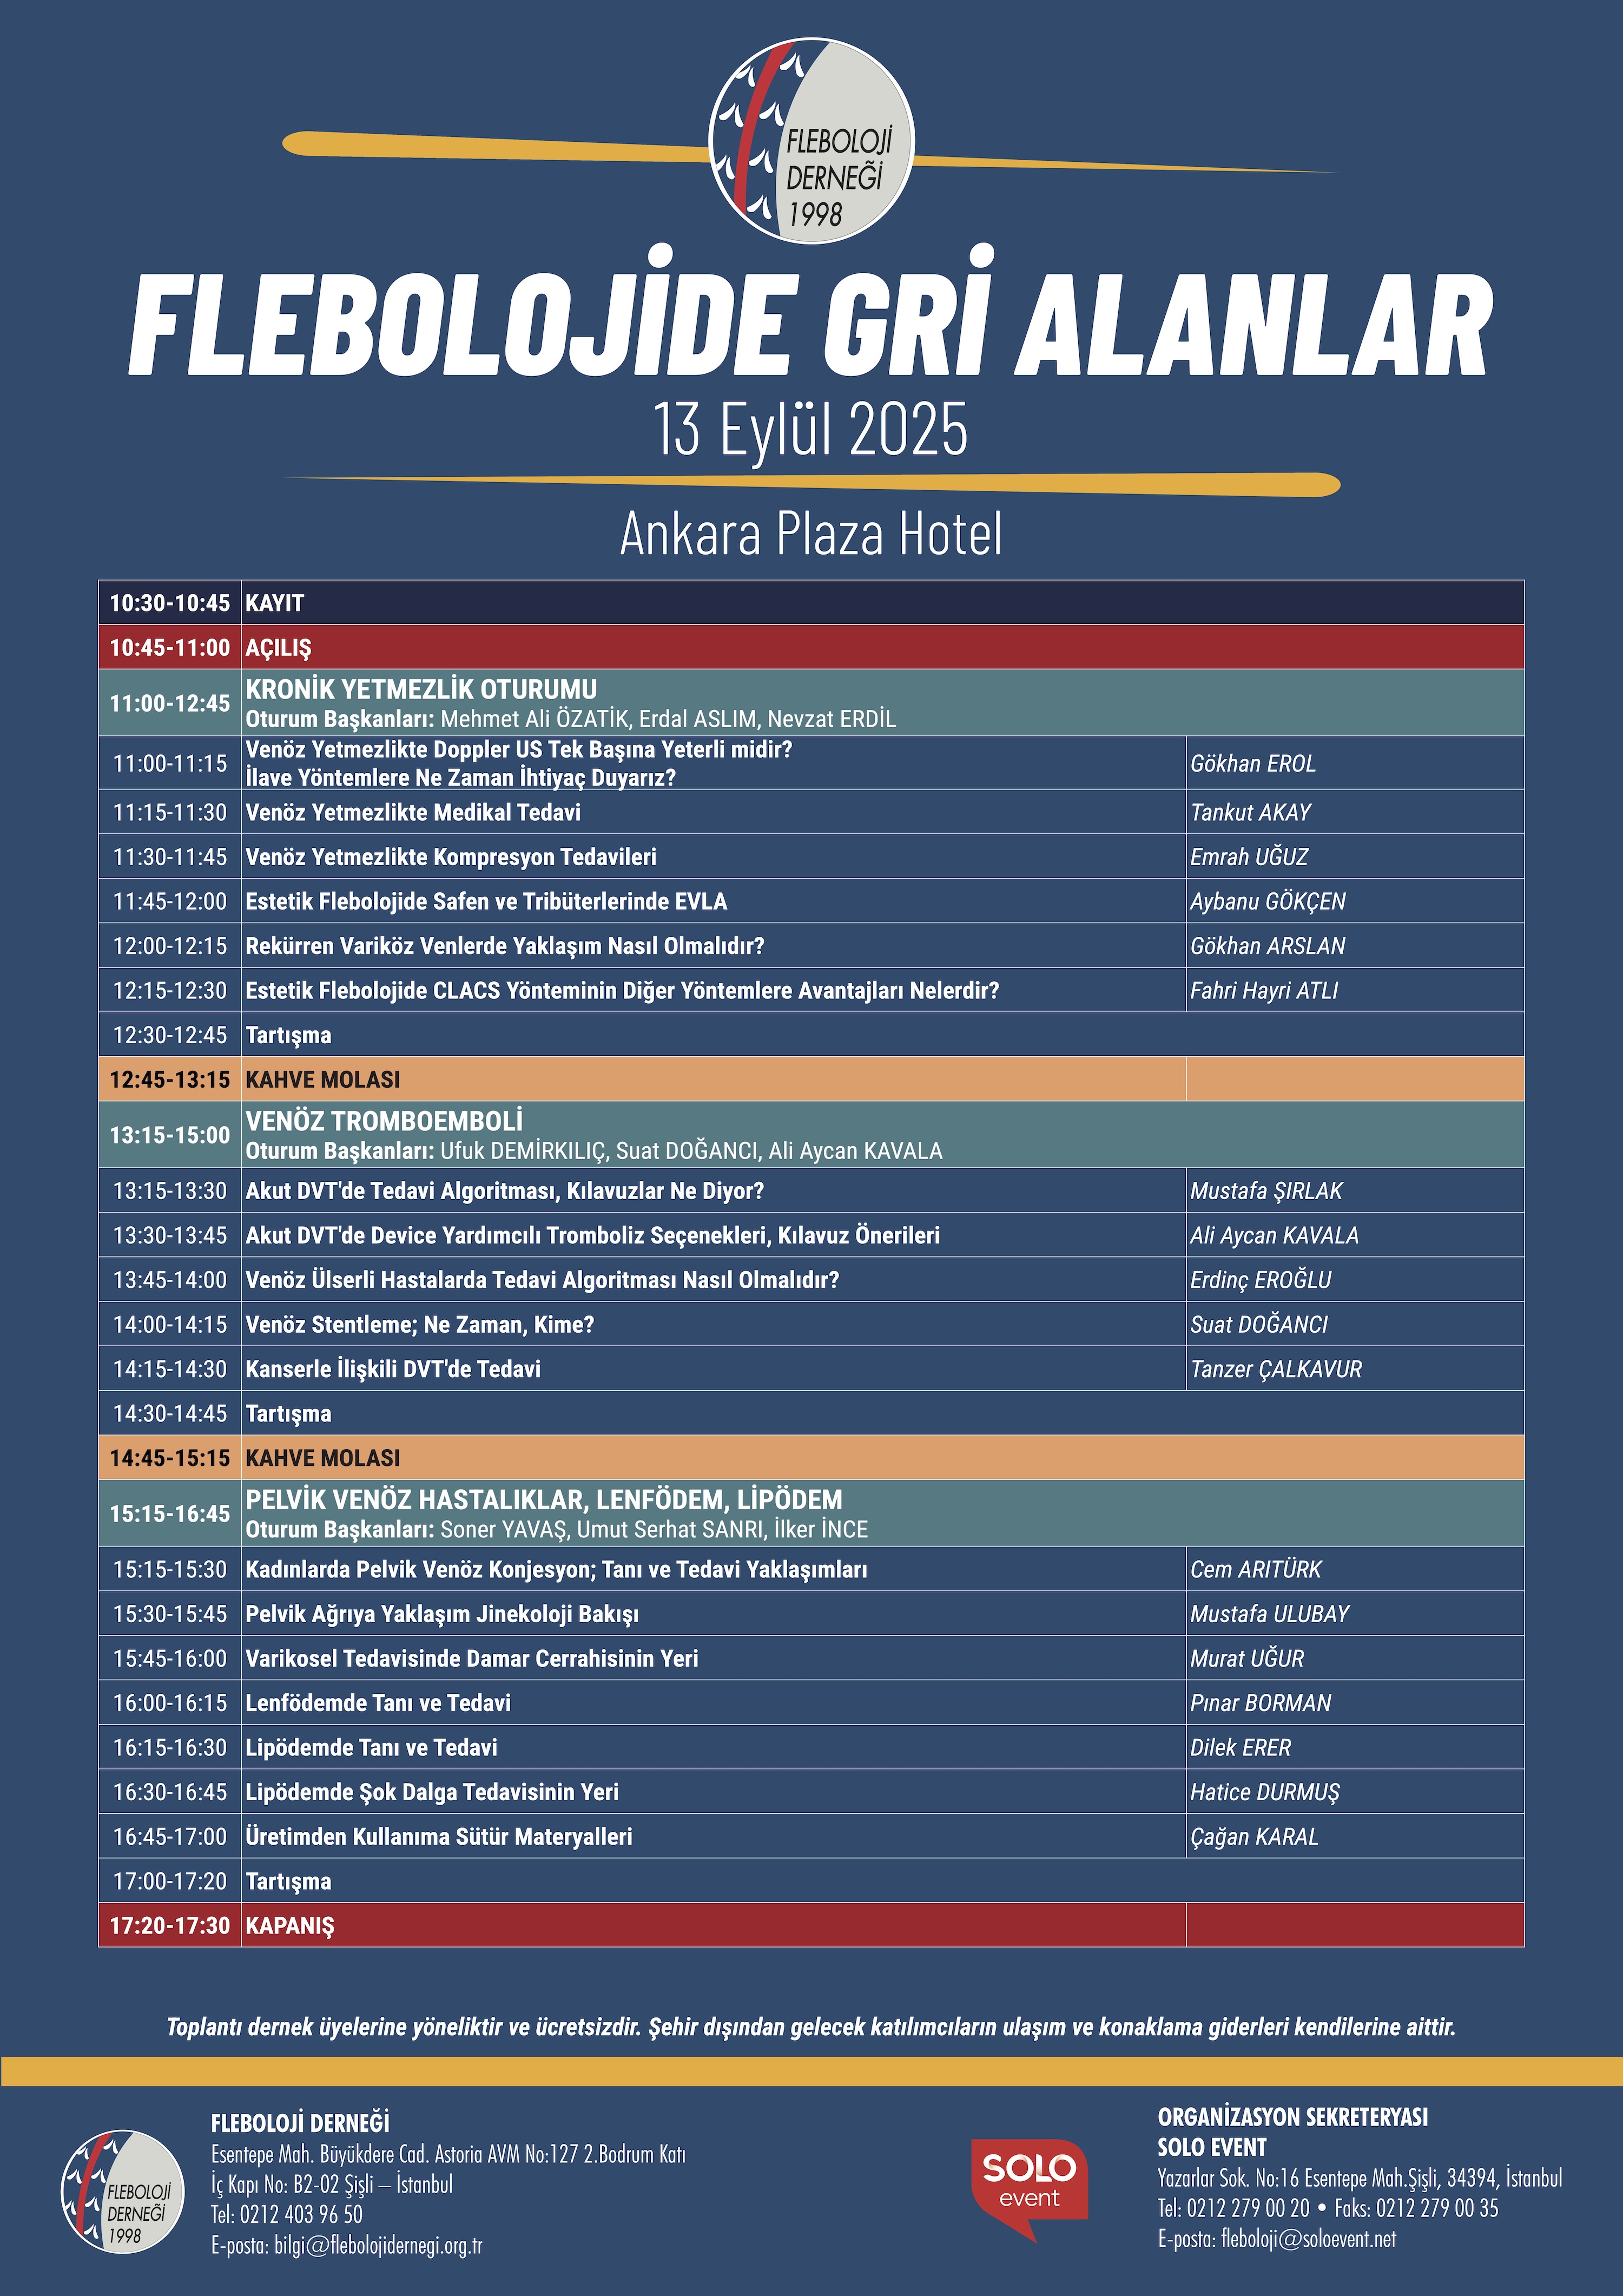 FLEBOLOJİ
DERNEĞİ
1998
FLEBOLOJİDE GRİ ALANLAR
13 Eylül 2025
Ankara Plaza Hotel
10:30-10:45 KAYIT
10:45-11:00 AÇILIŞ
11:00-12:45 KRONİK YETMEZLİK OTURUMU
Oturum Başkanları: Mehmet Ali ÖZATİK, Erdal ASLIM, Nevzat ERDİL
11:00-11:15 Venöz Yetmezlikte Doppler US Tek Başına Yeterli midir?
İlave Yöntemlere Ne Zaman İhtiyaç Duyarız? Gökhan EROL
11:15-11:30 Venöz Yetmezlikte Medikal Tedavi Tankut AKAY
11:30-11:45 Venöz Yetmezlikte Kompresyon Tedavileri Emrah UĞUZ
11:45-12:00 Estetik Flebolojide Safen ve Tribüterlerinde EVLA Aybanu GÖKÇEN
12:00-12:15 Rekürren Variköz Venlerde Yaklaşım Nasıl Olmalıdır? Gökhan ARSLAN
12:15-12:30 Estetik Flebolojide CLACS Yönteminin Diğer Yöntemlere Avantajları Nelerdir? Fahri Hayri ATLI
12:30-12:45 Tartışma
12:45-13:15 KAHVE MOLASI
13:15-15:00 VENÖZ TROMBOEMBOLİ
Oturum Başkanları: Ufuk DEMİRKILIÇ, Suat DOĞANCI, Ali Aycan KAVALA
13:15-13:30 Akut DVT'de Tedavi Algoritması, Kılavuzlar Ne Diyor? Mustafa ŞIRLAK
13:30-13:45 Akut DVT'de Device Yardımcılı Tromboliz Seçenekleri, Kılavuz Önerileri Ali Aycan KAVALA
13:45-14:00 Venöz Ülserli Hastalarda Tedavi Algoritması Nasıl Olmalıdır? Erdinç EROĞLU
14:00-14:15 Venöz Stentleme; Ne Zaman, Kime? Suat DOĞANCI
14:15-14:30 Kanserle İlişkili DVT'de Tedavi Tanzer ÇALKAVUR
14:30-14:45 Tartışma
14:45-15:15 KAHVE MOLASI
15:15-16:45 PELVİK VENÖZ HASTALIKLAR, LENFÖDEM, LİPÖDEM
Oturum Başkanları: Soner YAVAŞ, Umut Serhat SANRI, İlker İNCE
15:15-15:30 Kadınlarda Pelvik Venöz Konjesyon; Tanı ve Tedavi Yaklaşımları Cem ARITÜRK
15:30-15:45 Pelvik Ağrıya Yaklaşım Jinekoloji Bakışı Mustafa ULUBAY
15:45-16:00 Varikosel Tedavisinde Damar Cerrahisinin Yeri Murat UĞUR
16:00-16:15 Lenfödemde Tanı ve Tedavi Pınar BORMAN
16:15-16:30 Lipödemde Tanı ve Tedavi Dilek ERER
16:30-16:45 Lipödemde Şok Dalga Tedavisinin Yeri Hatice DURMUŞ
16:45-17:00 Üretimden Kullanıma Sütür Materyalleri Çağan KARAL
17:00-17:20 Tartışma
17:20-17:30 KAPANIŞ
Toplantı dernek üyelerine yöneliktir ve ücretsizdir. Şehir dışından gelecek katılımcıların ulaşım ve konaklama giderleri kendilerine aittir.
FLEBOLOJİ
DERNEĞİ
1998
FLEBOLOJİ DERNEĞİ
Esentepe Mah. Büyükdere Cad. Astoria AVM No:127 2.Bodrum Katı
İç Kapı No: B2-02 Şişli – İstanbul
Tel: 0212 403 96 50
E-posta: bilgi@flebolojidernegi.org.tr
SOLO
event
ORGANİZASYON SEKRETERYASI
SOLO EVENT
Yazarlar Sok. No:16 Esentepe Mah.Şişli, 34394, İstanbul
Tel: 0212 279 00 20 • Faks: 0212 279 00 35
E-posta: fleboloji@soloevent.net